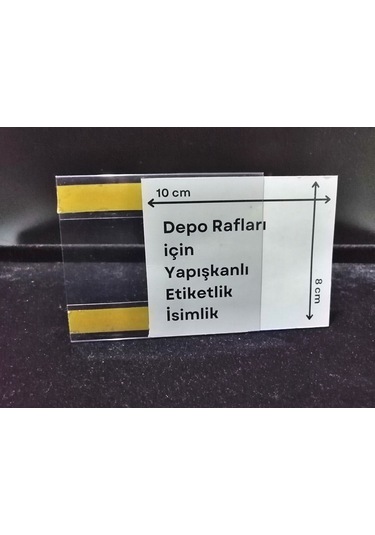 10 cm
Depo Rafları
için
Yapışkanlı
Etiketlik
İsimlik
8 cm